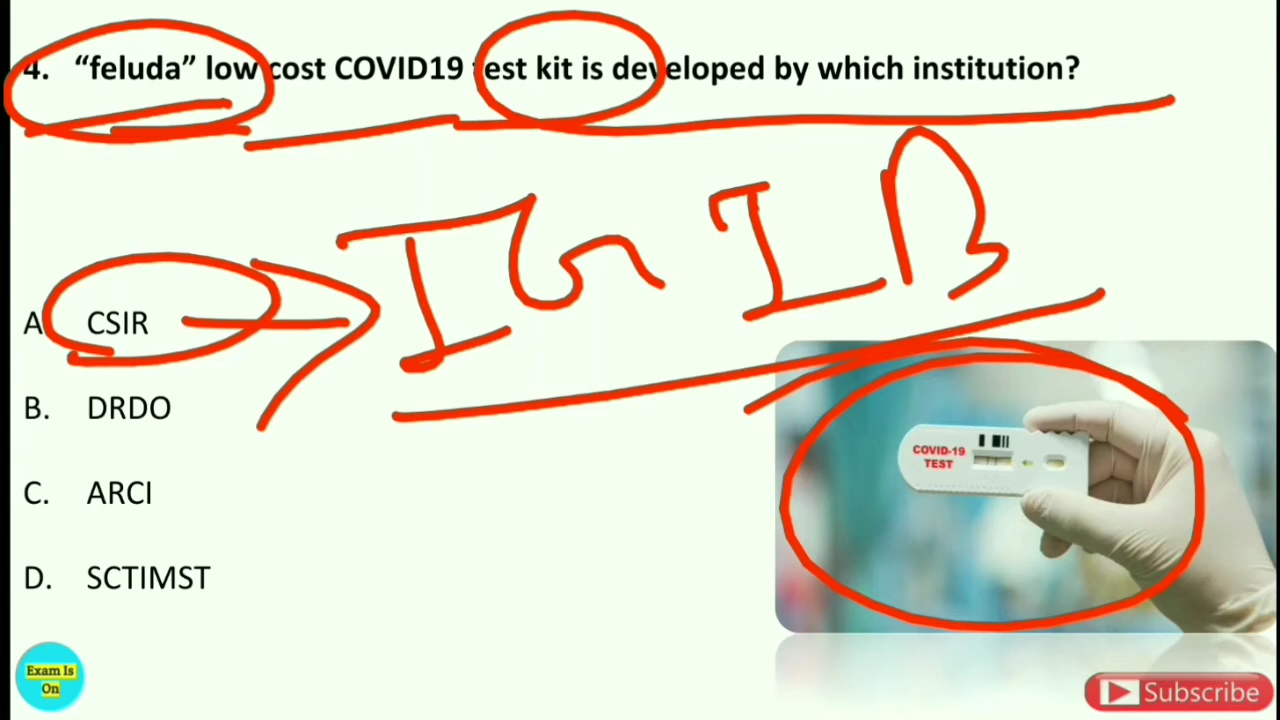 4. “feluda” low cost COVID19 test kit is developed by which institution?
IGIB
A CSIR
B. DRDO
C. ARCI
D. SCTIMST
COVID-19
TEST
Exam Is
On
Subscribe